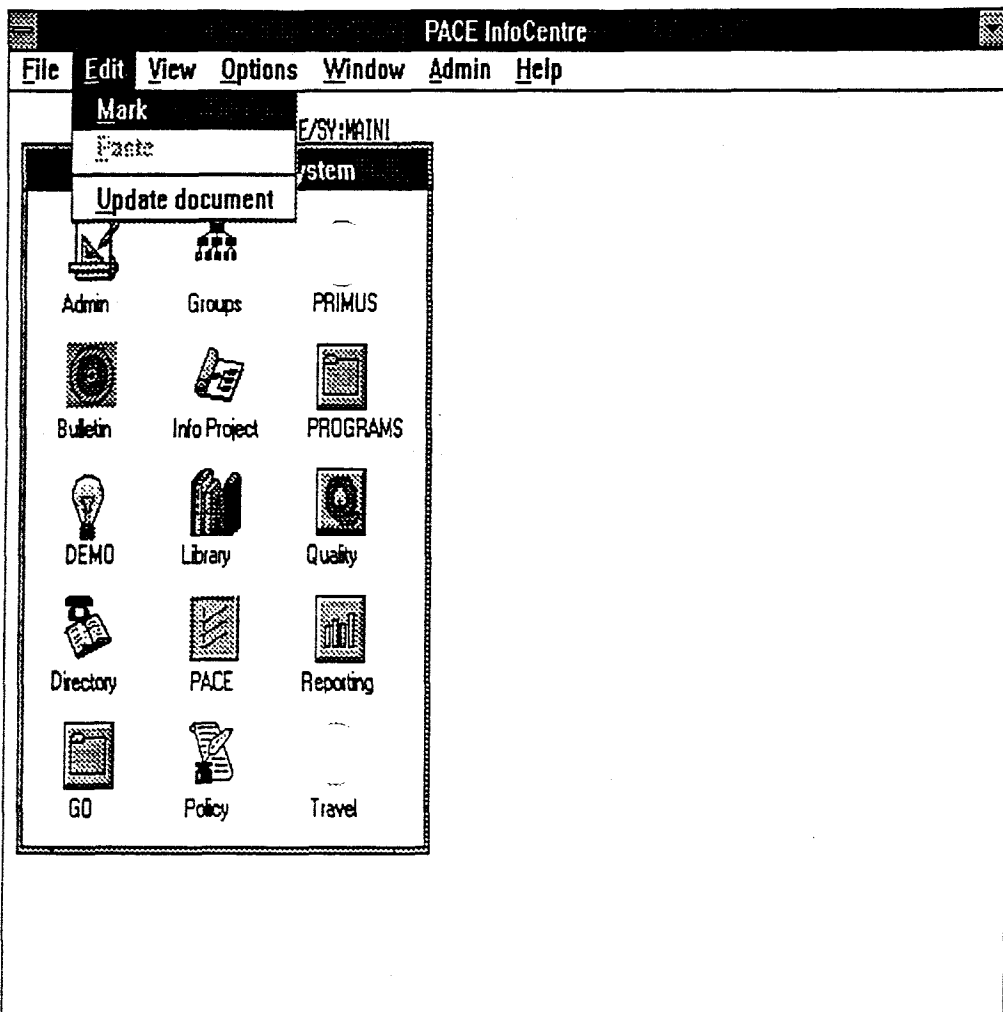 PACE InfoCentre
File Edit View Options Window Admin Help
Mark
Paste
Update document
E/SY:MAIN1
ystem
Admin Groups PRIMUS
Bulletin Info Project PROGRAMS
DEMO Library Quality
Directory PACE Reporting
GO Policy Travel